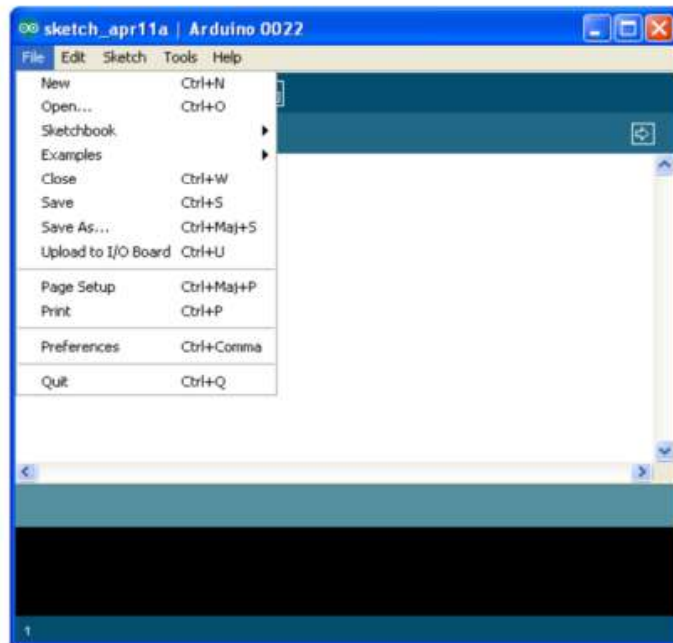 sketch_apr11a | Arduino 0022
File Edit Sketch Tools Help
New Ctrl+N
Open... Ctrl+O
Sketchbook
Examples
Close Ctrl+W
Save Ctrl+S
Save As... Ctrl+Maj+S
Upload to I/O Board Ctrl+U
Page Setup Ctrl+Maj+P
Print Ctrl+P
Preferences Ctrl+Comma
Quit Ctrl+Q
1